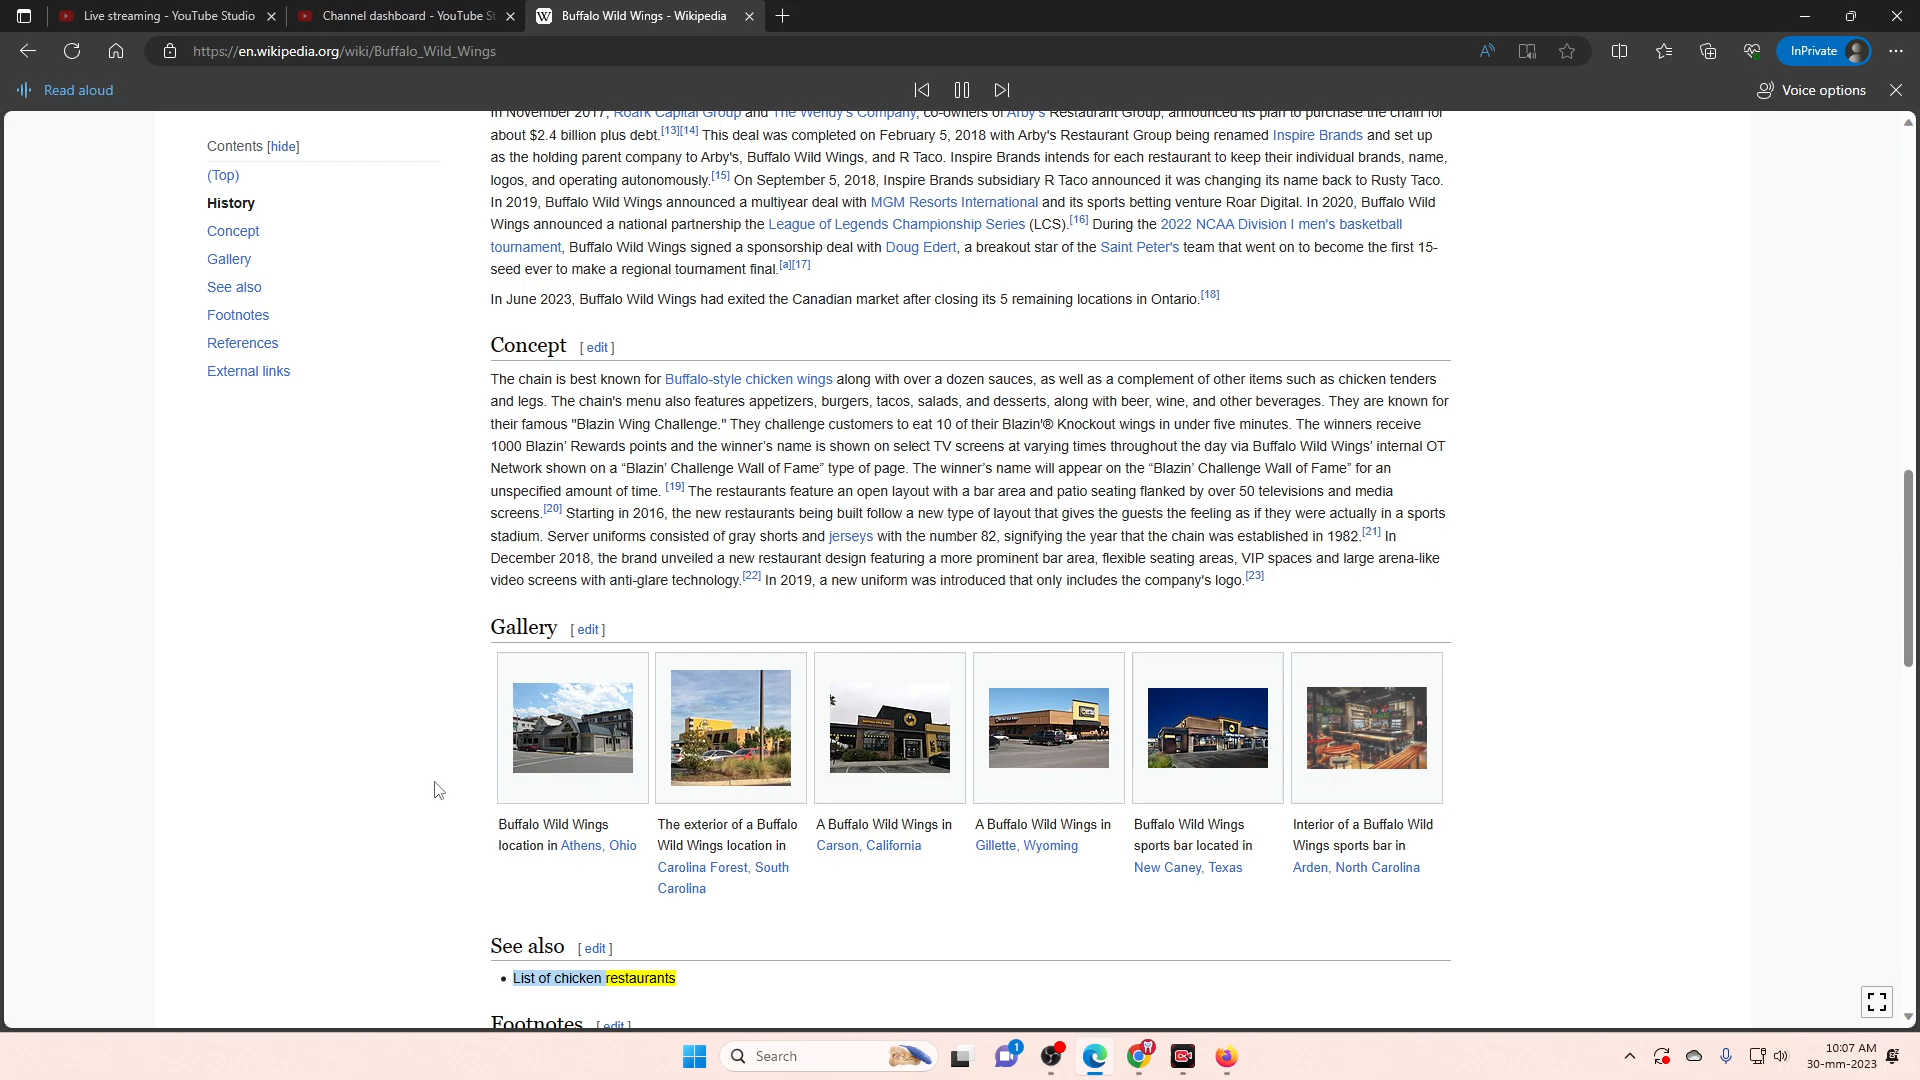 Live streaming - YouTube Studio
Channel dashboard - YouTube St
Buffalo Wild Wings - Wikipedia
https://en.wikipedia.org/wiki/Buffalo_Wild_Wings
InPrivate
Read aloud
Voice options
Contents [hide]
(Top)
History
Concept
Gallery
See also
Footnotes
References
External links
In November 2017, Roark Capital Group and The Wendy's Company, co-owners of Arby's Restaurant Group, announced its plan to purchase the chain for
about $2.4 billion plus debt.[13][14] This deal was completed on February 5, 2018 with Arby's Restaurant Group being renamed Inspire Brands and set up
as the holding parent company to Arby's, Buffalo Wild Wings, and R Taco. Inspire Brands intends for each restaurant to keep their individual brands, name,
logos, and operating autonomously.[15] On September 5, 2018, Inspire Brands subsidiary R Taco announced it was changing its name back to Rusty Taco.
In 2019, Buffalo Wild Wings announced a multiyear deal with MGM Resorts International and its sports betting venture Roar Digital. In 2020, Buffalo Wild
Wings announced a national partnership the League of Legends Championship Series (LCS).[16] During the 2022 NCAA Division I men's basketball
tournament, Buffalo Wild Wings signed a sponsorship deal with Doug Edert, a breakout star of the Saint Peter's team that went on to become the first 15-
seed ever to make a regional tournament final.[a][17]
In June 2023, Buffalo Wild Wings had exited the Canadian market after closing its 5 remaining locations in Ontario.[18]
Concept [ edit ]
The chain is best known for Buffalo-style chicken wings along with over a dozen sauces, as well as a complement of other items such as chicken tenders
and legs. The chain's menu also features appetizers, burgers, tacos, salads, and desserts, along with beer, wine, and other beverages. They are known for
their famous "Blazin Wing Challenge." They challenge customers to eat 10 of their Blazin'® Knockout wings in under five minutes. The winners receive
1000 Blazin' Rewards points and the winner's name is shown on select TV screens at varying times throughout the day via Buffalo Wild Wings' internal OT
Network shown on a “Blazin' Challenge Wall of Fame” type of page. The winner's name will appear on the “Blazin' Challenge Wall of Fame” for an
unspecified amount of time. [19] The restaurants feature an open layout with a bar area and patio seating flanked by over 50 televisions and media
screens.[20] Starting in 2016, the new restaurants being built follow a new type of layout that gives the guests the feeling as if they were actually in a sports
stadium. Server uniforms consisted of gray shorts and jerseys with the number 82, signifying the year that the chain was established in 1982.[21] In
December 2018, the brand unveiled a new restaurant design featuring a more prominent bar area, flexible seating areas, VIP spaces and large arena-like
video screens with anti-glare technology.[22] In 2019, a new uniform was introduced that only includes the company's logo.[23]
Gallery [ edit ]
Buffalo Wild Wings
location in Athens, Ohio
The exterior of a Buffalo
Wild Wings location in
Carolina Forest, South
Carolina
A Buffalo Wild Wings in
Carson, California
A Buffalo Wild Wings in
Gillette, Wyoming
Buffalo Wild Wings
sports bar located in
New Caney, Texas
Interior of a Buffalo Wild
Wings sports bar in
Arden, North Carolina
See also [ edit ]
• List of chicken restaurants
Footnotes [ edit ]
Search
1
10:07 AM
30-mm-2023